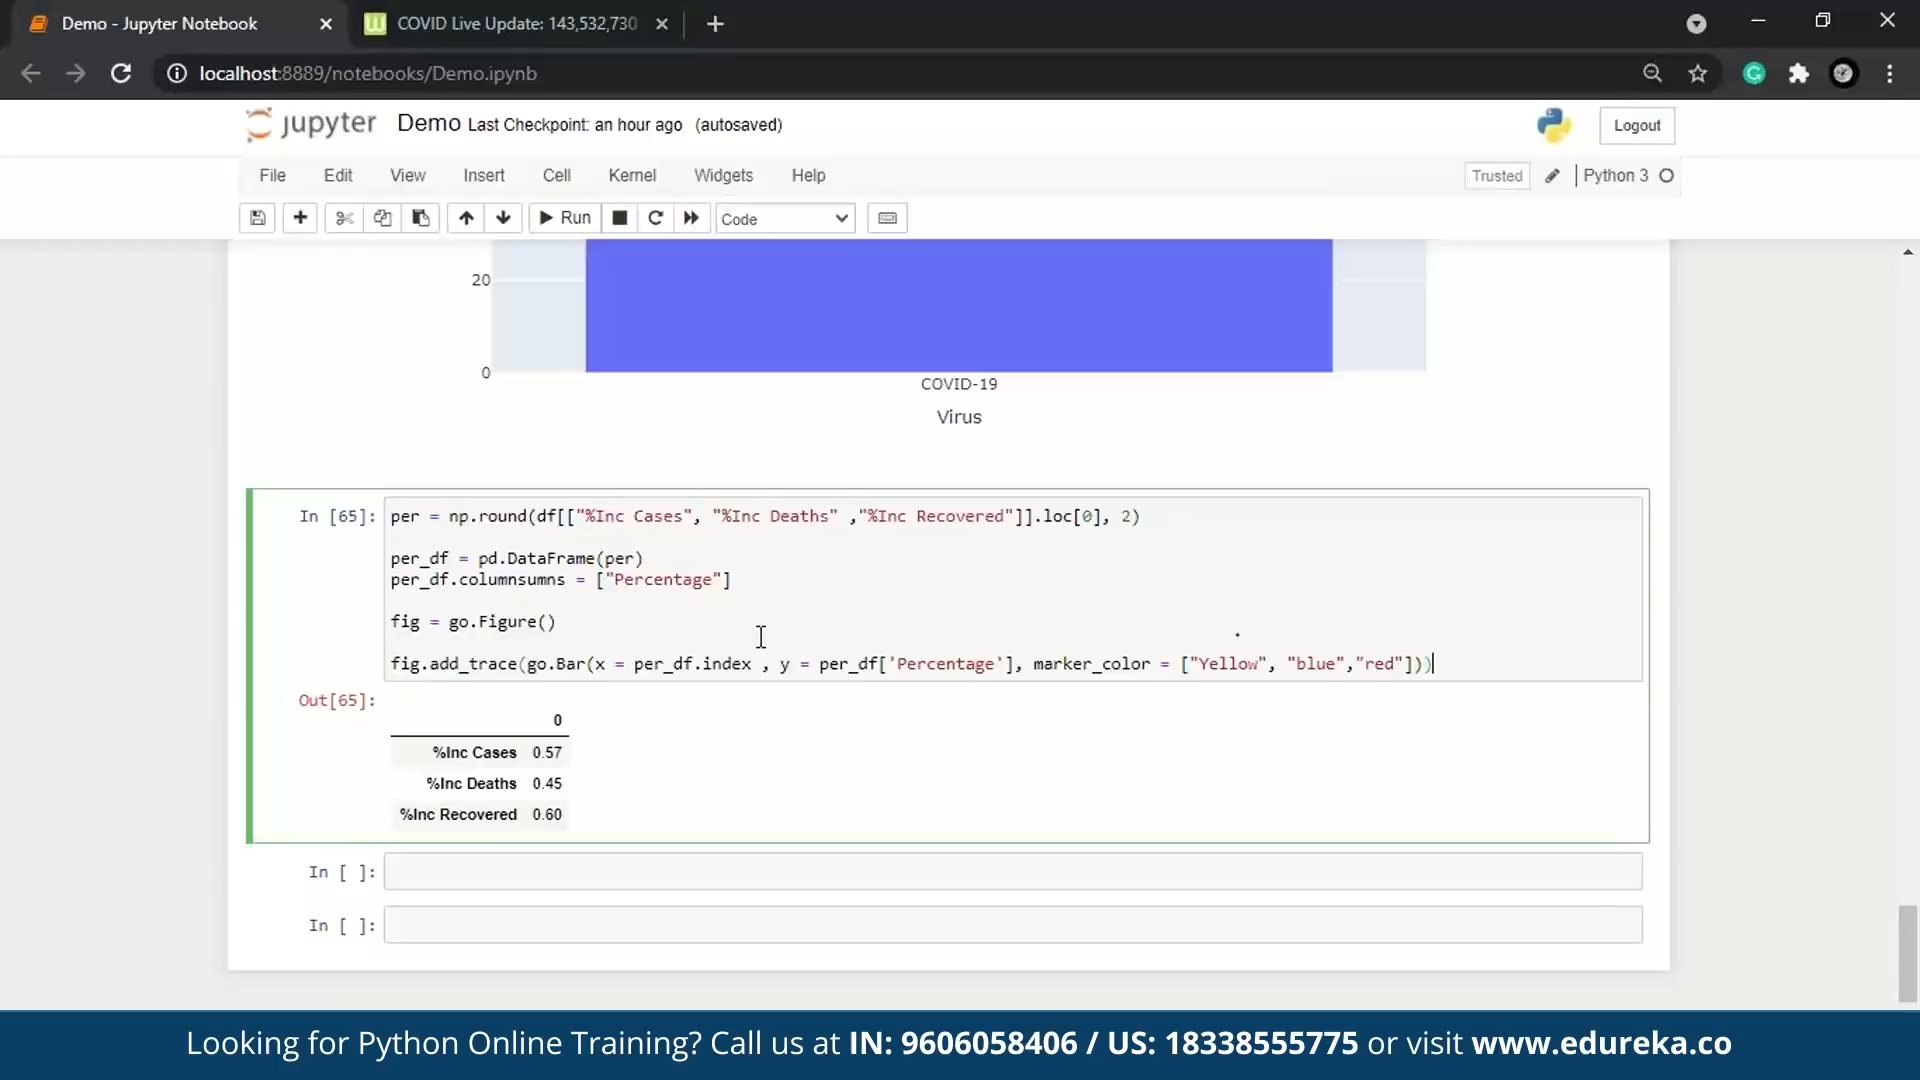 Demo - Jupyter Notebook
COVID Live Update: 143,532,730
localhost:8889/notebooks/Demo.ipynb
jupyter Demo Last Checkpoint: an hour ago (autosaved)
Logout
File Edit View Insert Cell Kernel Widgets Help
Trusted Python 3
Run Code
20
0
COVID-19
Virus
In [65]: per = np.round(df[["%Inc Cases", "%Inc Deaths" ,"%Inc Recovered"]].loc[0], 2)
per_df = pd.DataFrame(per)
per_df.columnsumns = ["Percentage"]
fig = go.Figure()
fig.add_trace(go.Bar(x = per_df.index , y = per_df['Percentage'], marker_color = ["Yellow", "blue","red"]))
Out[65]:
0
%Inc Cases 0.57
%Inc Deaths 0.45
%Inc Recovered 0.60
In [ ]:
In [ ]:
Looking for Python Online Training? Call us at IN: 9606058406 / US: 18338555775 or visit www.edureka.co